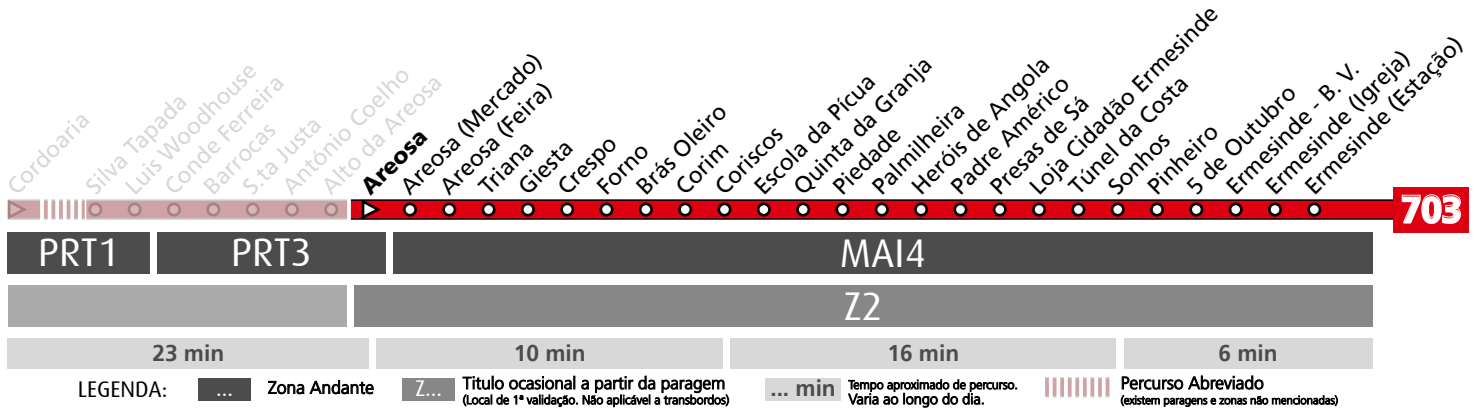 Cordoaria
Silva Tapada
Luis Woodhouse
Conde Ferreira
Barrocas
S.ta Justa
António Coelho
Alto da Areosa
Areosa
Areosa (Mercado)
Areosa (Feira)
Triana
Giesta
Crespo
Forno
Brás Oleiro
Corim
Coriscos
Escola da Pícua
Quinta da Granja
Piedade
Palmilheira
Heróis de Angola
Padre Américo
Presas de Sá
Loja Cidadão Ermesinde
Túnel da Costa
Sonhos
Pinheiro
5 de Outubro
Ermesinde - B. V.
Ermesinde (Igreja)
Ermesinde (Estação)
703
PRT1 PRT3 MAI4
Z2
23 min 10 min 16 min 6 min
LEGENDA:
... Zona Andante
Z... Titulo ocasional a partir da paragem
(Local de 1ª validação. Não aplicável a transbordos)
... min Tempo aproximado de percurso.
Varia ao longo do dia.
Percurso Abreviado
(existem paragens e zonas não mencionadas)